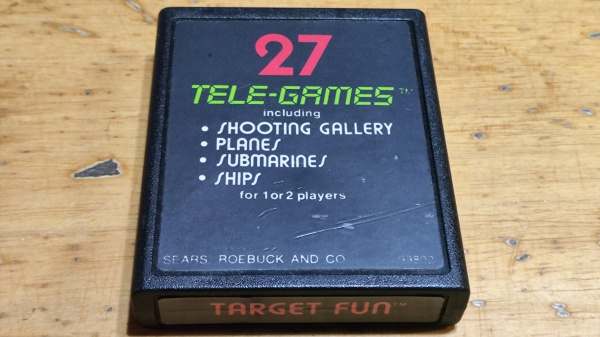 27
TELE-GAMES™
including
• SHOOTING GALLERY
• PLANES
• SUBMARINES
• SHIPS
for 1 or 2 players
SEARS, ROEBUCK AND CO.
TARGET FUN™